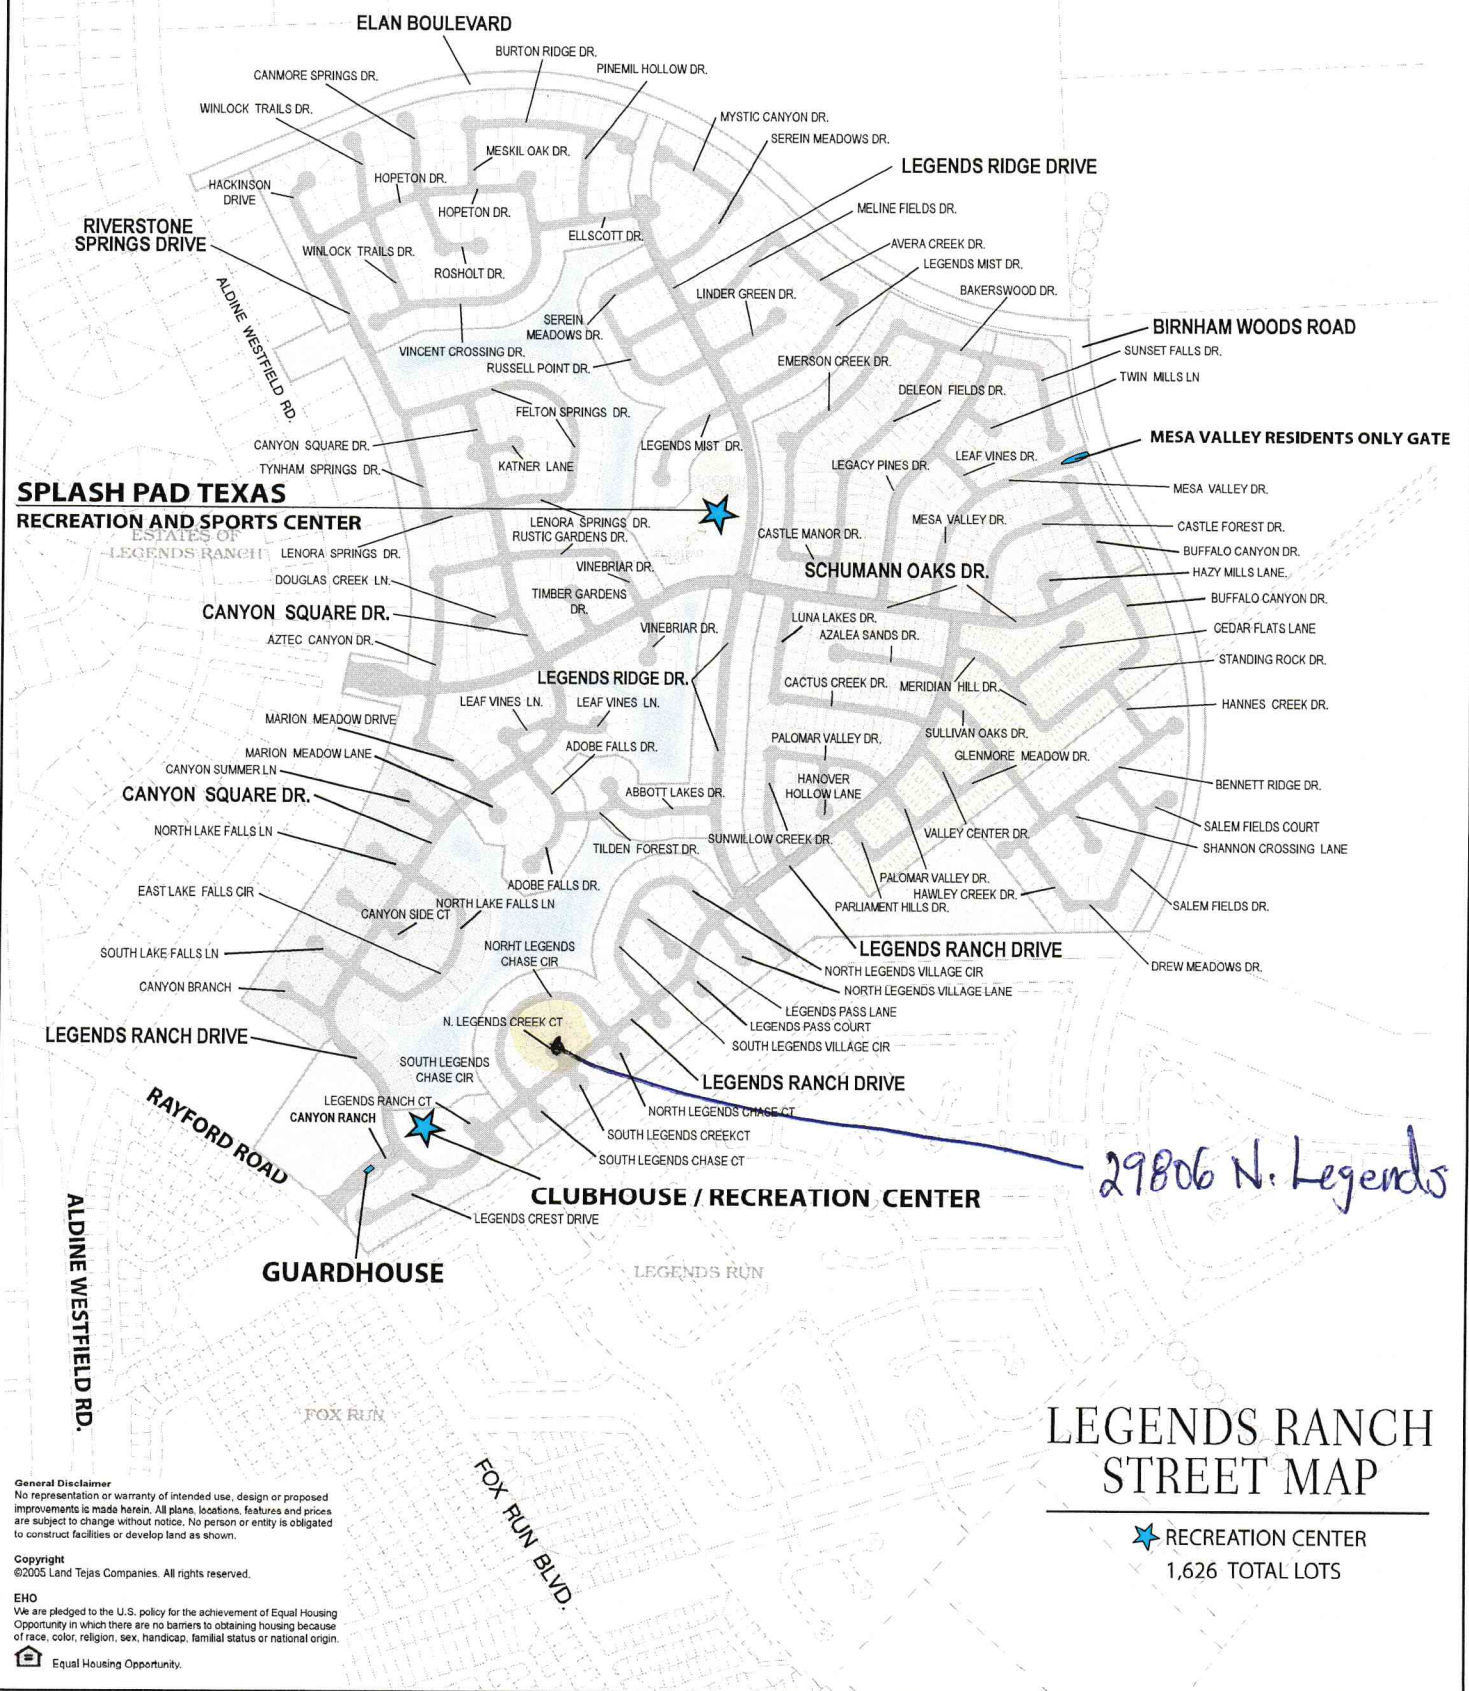 ELAN BOULEVARD
BURTON RIDGE DR.
PINEMIL HOLLOW DR.
CANMORE SPRINGS DR.
WINLOCK TRAILS DR.
MYSTIC CANYON DR.
SEREIN MEADOWS DR.
MESKIL OAK DR.
LEGENDS RIDGE DRIVE
HOPETON DR.
HACKINSON
DRIVE
HOPETON DR.
MELINE FIELDS DR.
RIVERSTONE
SPRINGS DRIVE
ELLSCOTT DR.
AVERA CREEK DR.
WINLOCK TRAILS DR.
LEGENDS MIST DR.
ROSHOLT DR.
BAKERSWOOD DR.
LINDER GREEN DR.
ALDINE WESTFIELD RD.
SEREIN
MEADOWS DR.
BIRNHAM WOODS ROAD
VINCENT CROSSING DR.
SUNSET FALLS DR.
RUSSELL POINT DR.
EMERSON CREEK DR.
TWIN MILLS LN
DELEON FIELDS DR.
FELTON SPRINGS DR.
CANYON SQUARE DR.
LEGENDS MIST DR.
MESA VALLEY RESIDENTS ONLY GATE
LEAF VINES DR.
TYNHAM SPRINGS DR.
KATNER LANE
LEGACY PINES DR.
SPLASH PAD TEXAS
RECREATION AND SPORTS CENTER
MESA VALLEY DR.
ESTATES OF
LEGENDS RANCH
LENORA SPRINGS DR.
RUSTIC GARDENS DR.
MESA VALLEY DR.
CASTLE FOREST DR.
CASTLE MANOR DR.
LENORA SPRINGS DR.
BUFFALO CANYON DR.
VINEBRIAR DR.
SCHUMANN OAKS DR.
HAZY MILLS LANE.
DOUGLAS CREEK LN.
TIMBER GARDENS
DR.
BUFFALO CANYON DR.
CANYON SQUARE DR.
LUNA LAKES DR.
VINEBRIAR DR.
AZALEA SANDS DR.
CEDAR FLATS LANE
AZTEC CANYON DR.
STANDING ROCK DR.
LEGENDS RIDGE DR.
CACTUS CREEK DR.
MERIDIAN HILL DR.
LEAF VINES LN.
LEAF VINES LN.
HANNES CREEK DR.
MARION MEADOW DRIVE
SULLIVAN OAKS DR.
PALOMAR VALLEY DR.
ADOBE FALLS DR.
MARION MEADOW LANE
GLENMORE MEADOW DR.
CANYON SUMMER LN
HANOVER
HOLLOW LANE
BENNETT RIDGE DR.
CANYON SQUARE DR.
ABBOTT LAKES DR.
SALEM FIELDS COURT
NORTH LAKE FALLS LN
VALLEY CENTER DR.
SUNWILLOW CREEK DR.
TILDEN FOREST DR.
SHANNON CROSSING LANE
PALOMAR VALLEY DR.
ADOBE FALLS DR.
EAST LAKE FALLS CIR
HAWLEY CREEK DR.
NORTH LAKE FALLS LN
PARLIAMENT HILLS DR.
SALEM FIELDS DR.
CANYON SIDE CT
NORHT LEGENDS
CHASE CIR
LEGENDS RANCH DRIVE
SOUTH LAKE FALLS LN
DREW MEADOWS DR.
NORTH LEGENDS VILLAGE CIR
CANYON BRANCH
NORTH LEGENDS VILLAGE LANE
LEGENDS PASS LANE
N. LEGENDS CREEK CT
LEGENDS PASS COURT
LEGENDS RANCH DRIVE
SOUTH LEGENDS VILLAGE CIR
SOUTH LEGENDS
CHASE CIR
LEGENDS RANCH DRIVE
LEGENDS RANCH CT
NORTH LEGENDS CHASE CT
CANYON RANCH
RAYFORD ROAD
SOUTH LEGENDS CREEKCT
SOUTH LEGENDS CHASE CT
29806 N. Legends
CLUBHOUSE / RECREATION CENTER
LEGENDS CREST DRIVE
GUARDHOUSE
LEGENDS RUN
ALDINE WESTFIELD RD.
FOX RUN
FOX RUN BLVD.
LEGENDS RANCH
STREET MAP
RECREATION CENTER
1,626 TOTAL LOTS
General Disclaimer
No representation or warranty of intended use, design or proposed
improvements is made herein. All plans, locations, features and prices
are subject to change without notice. No person or entity is obligated
to construct facilities or develop land as shown.
Copyright
©2005 Land Tejas Companies. All rights reserved.
EHO
We are pledged to the U.S. policy for the achievement of Equal Housing
Opportunity in which there are no barriers to obtaining housing because
of race, color, religion, sex, handicap, familial status or national origin.
Equal Housing Opportunity.